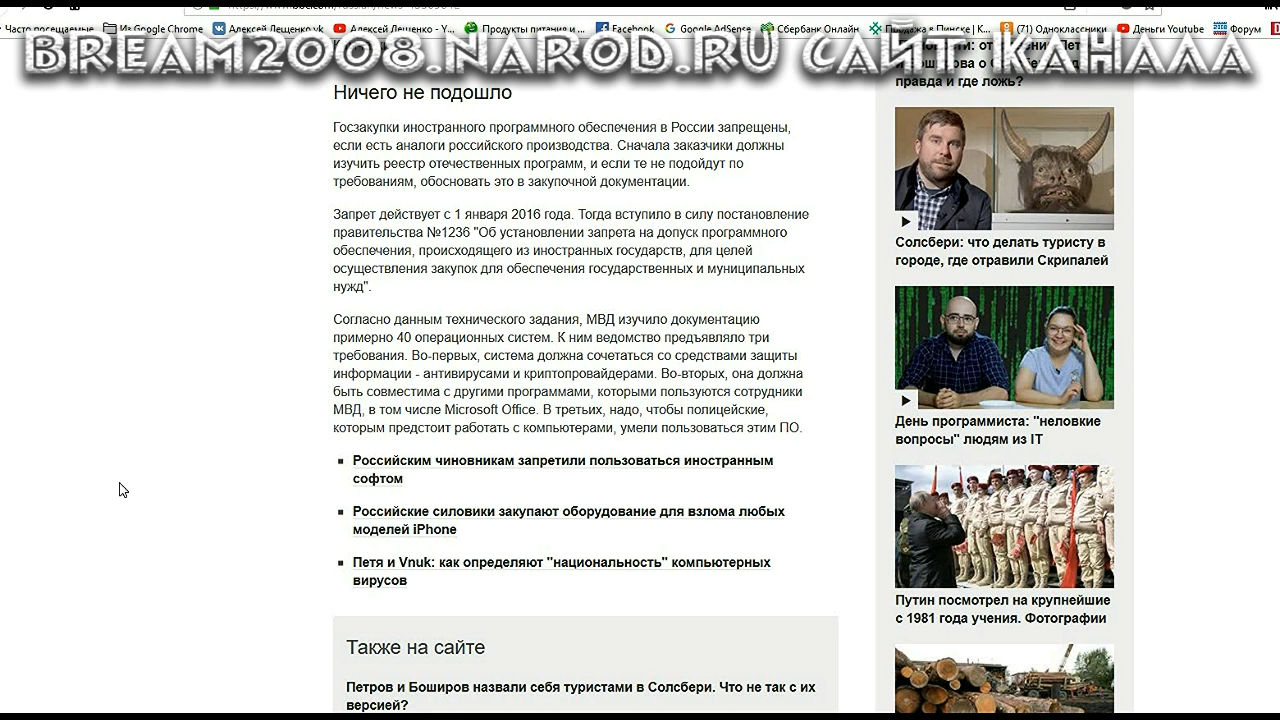 Часто посещаемые Из Google Chrome Алексей Лещенко vk Алексей Лещенко - Y... Продукты питания и ... Facebook Google AdSense Сбербанк Онлайн Продажа в Пинске | К... (71) Одноклассники Деньги Youtube Форум
BREAM2008.NAROD.RU САЙТ КАНАЛА
Ничего не подошло
Госзакупки иностранного программного обеспечения в России запрещены,
если есть аналоги российского производства. Сначала заказчики должны
изучить реестр отечественных программ, и если те не подойдут по
требованиям, обосновать это в закупочной документации.
Запрет действует с 1 января 2016 года. Тогда вступило в силу постановление
правительства №1236 "Об установлении запрета на допуск программного
обеспечения, происходящего из иностранных государств, для целей
осуществления закупок для обеспечения государственных и муниципальных
нужд".
Согласно данным технического задания, МВД изучило документацию
примерно 40 операционных систем. К ним ведомство предъявляло три
требования. Во-первых, система должна сочетаться со средствами защиты
информации - антивирусами и криптопровайдерами. Во-вторых, она должна
быть совместима с другими программами, которыми пользуются сотрудники
МВД, в том числе Microsoft Office. В третьих, надо, чтобы полицейские,
которым предстоит работать с компьютерами, умели пользоваться этим ПО.
Российским чиновникам запретили пользоваться иностранным
софтом
Российские силовики закупают оборудование для взлома любых
моделей iPhone
Петя и Vnuk: как определяют "национальность" компьютерных
вирусов
Также на сайте
Петров и Боширов назвали себя туристами в Солсбери. Что не так с их
версией?
правда и где ложь?
Солсбери: что делать туристу в
городе, где отравили Скрипалей
День программиста: "неловкие
вопросы" людям из IT
Путин посмотрел на крупнейшие
с 1981 года учения. Фотографии